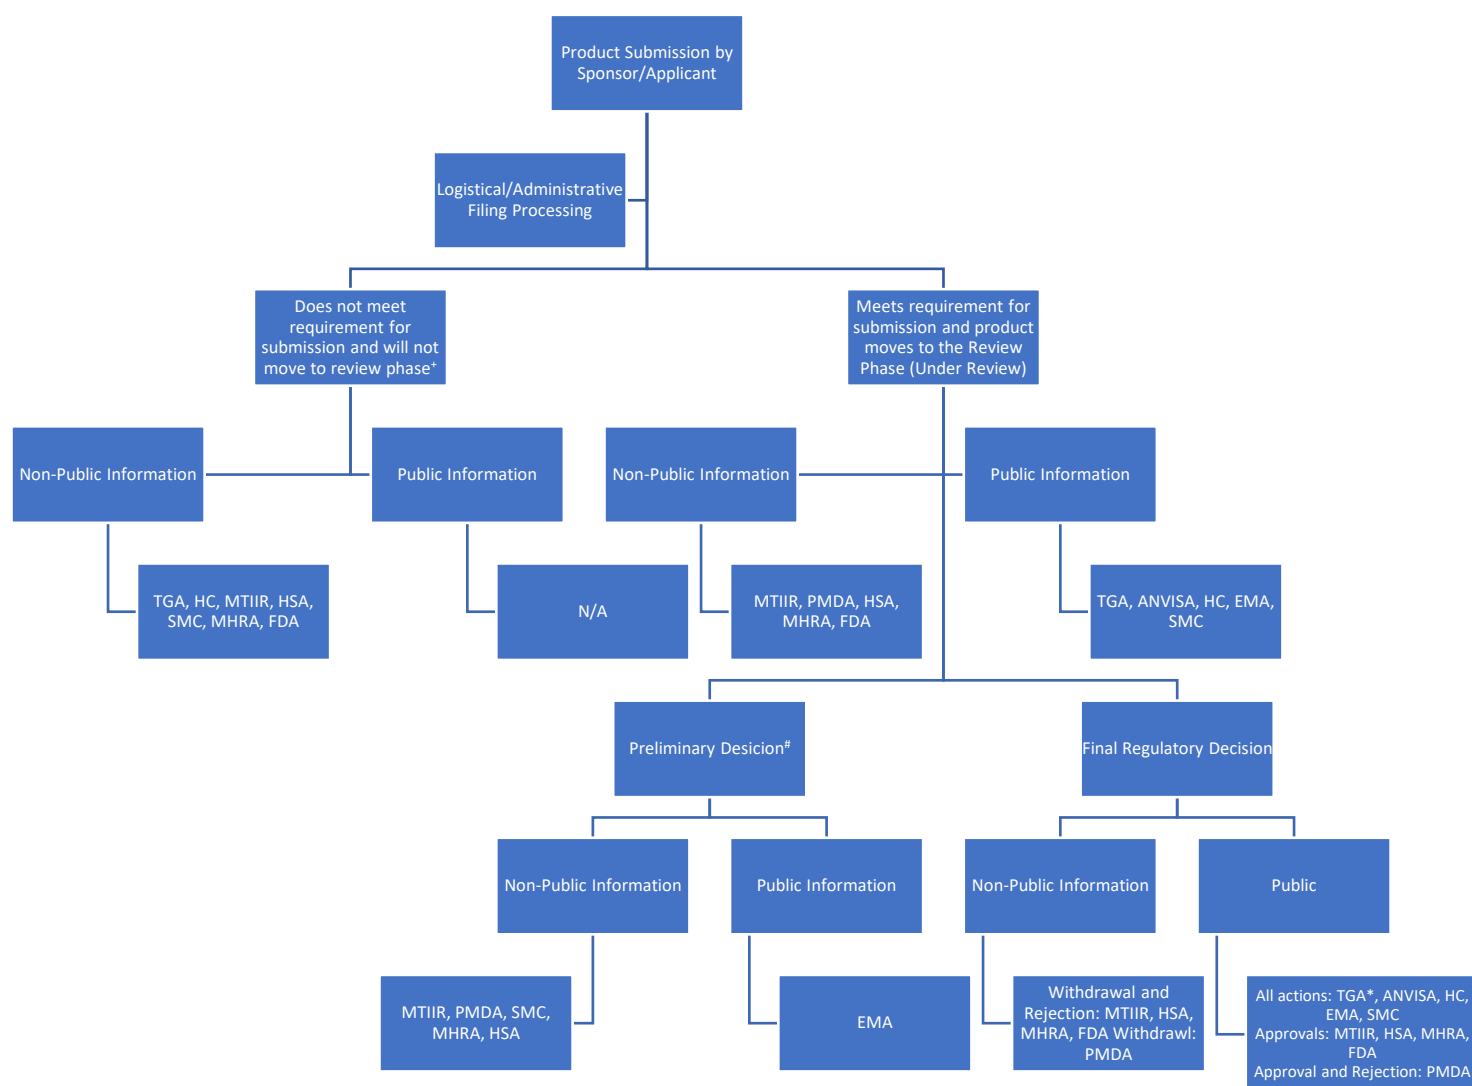 Product Submission by
Sponsor/Applicant
Logistical/Administrative
Filing Processing
Does not meet
requirement for
submission and will not
move to review phase⁺
Meets requirement for
submission and product
moves to the Review
Phase (Under Review)
Non-Public Information
Public Information
Non-Public Information
Public Information
TGA, HC, MTIIR, HSA,
SMC, MHRA, FDA
N/A
MTIIR, PMDA, HSA,
MHRA, FDA
TGA, ANVISA, HC, EMA,
SMC
Preliminary Desicion#
Final Regulatory Decision
Non-Public Information
Public Information
Non-Public Information
Public
MTIIR, PMDA, SMC,
MHRA, HSA
EMA
Withdrawal and
Rejection: MTIIR, HSA,
MHRA, FDA Withdrawl:
PMDA
All actions: TGA*, ANVISA, HC,
EMA, SMC
Approvals: MTIIR, HSA, MHRA,
FDA
Approval and Rejection: PMDA